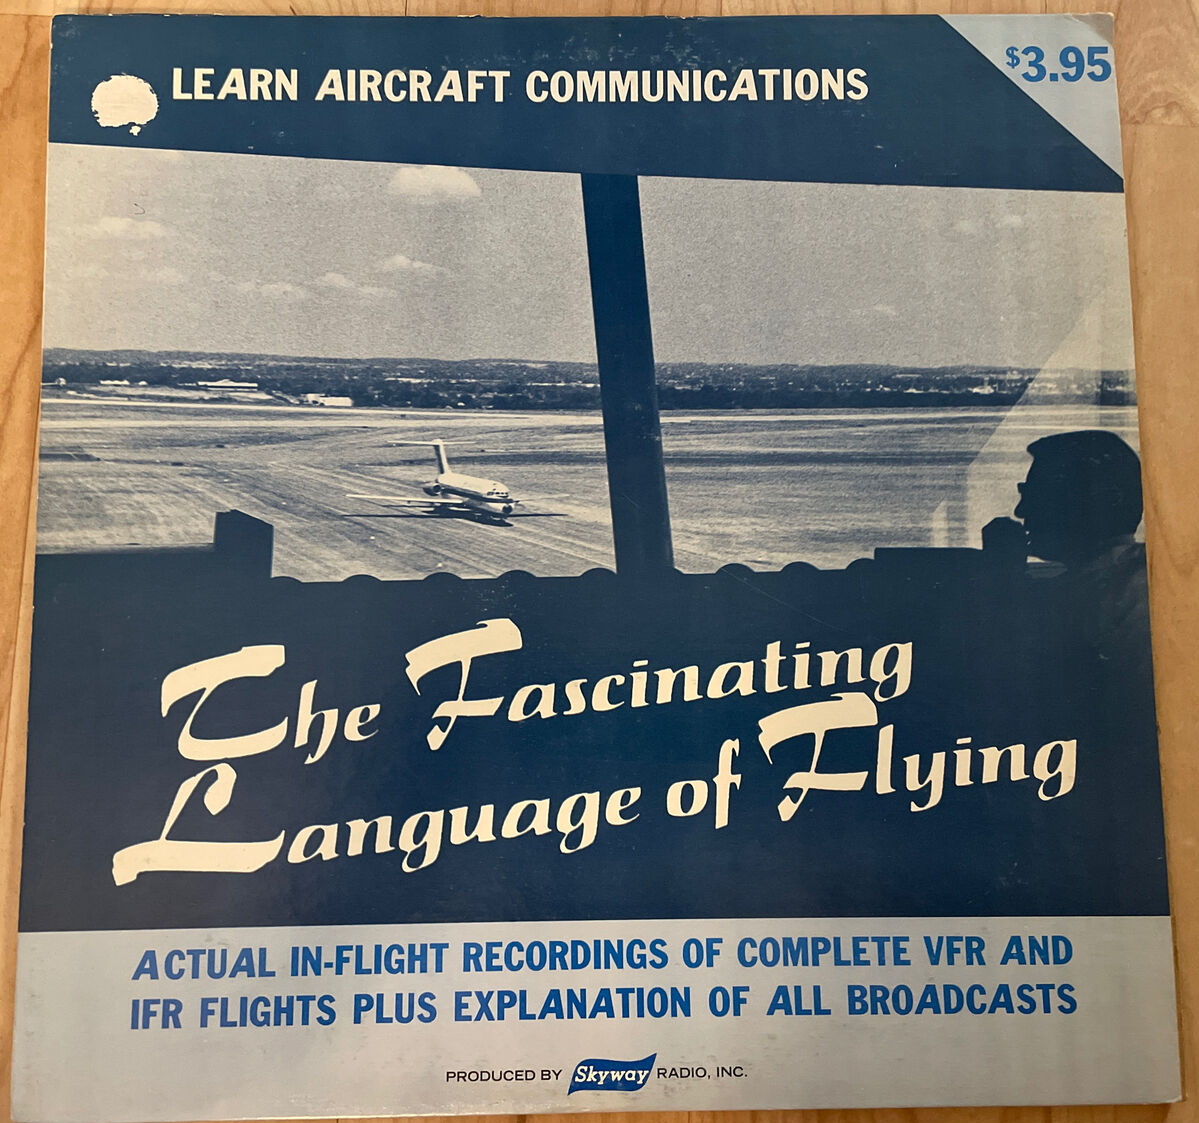 LEARN AIRCRAFT COMMUNICATIONS
$3.95
The Fascinating
Language of Flying
ACTUAL IN-FLIGHT RECORDINGS OF COMPLETE VFR AND
IFR FLIGHTS PLUS EXPLANATION OF ALL BROADCASTS
PRODUCED BY Skyway RADIO, INC.